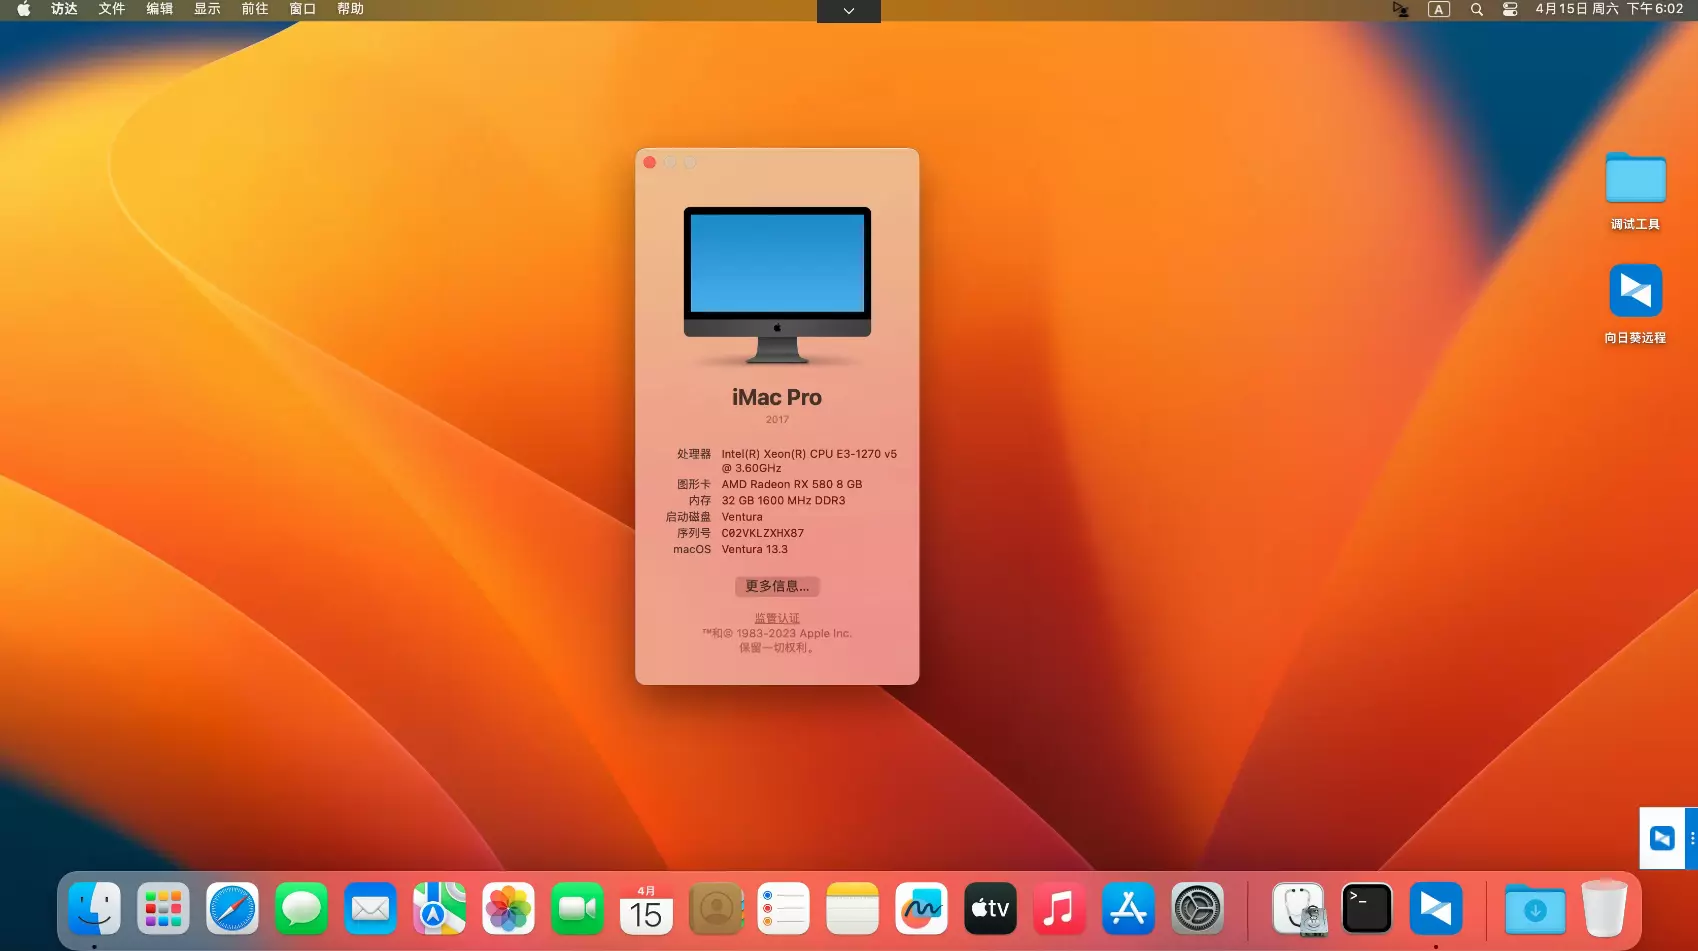 访达 文件 编辑 显示 前往 窗口 帮助
A 4月15日 周六 下午6:02
调试工具
向日葵远程
iMac Pro
2017
处理器 Intel(R) Xeon(R) CPU E3-1270 v5
@ 3.60GHz
图形卡 AMD Radeon RX 580 8 GB
内存 32 GB 1600 MHz DDR3
启动磁盘 Ventura
序列号 C02VKLZXHX87
macOS Ventura 13.3
更多信息...
监管认证
™和© 1983-2023 Apple Inc.
保留一切权利。
4月
15
tv
>_